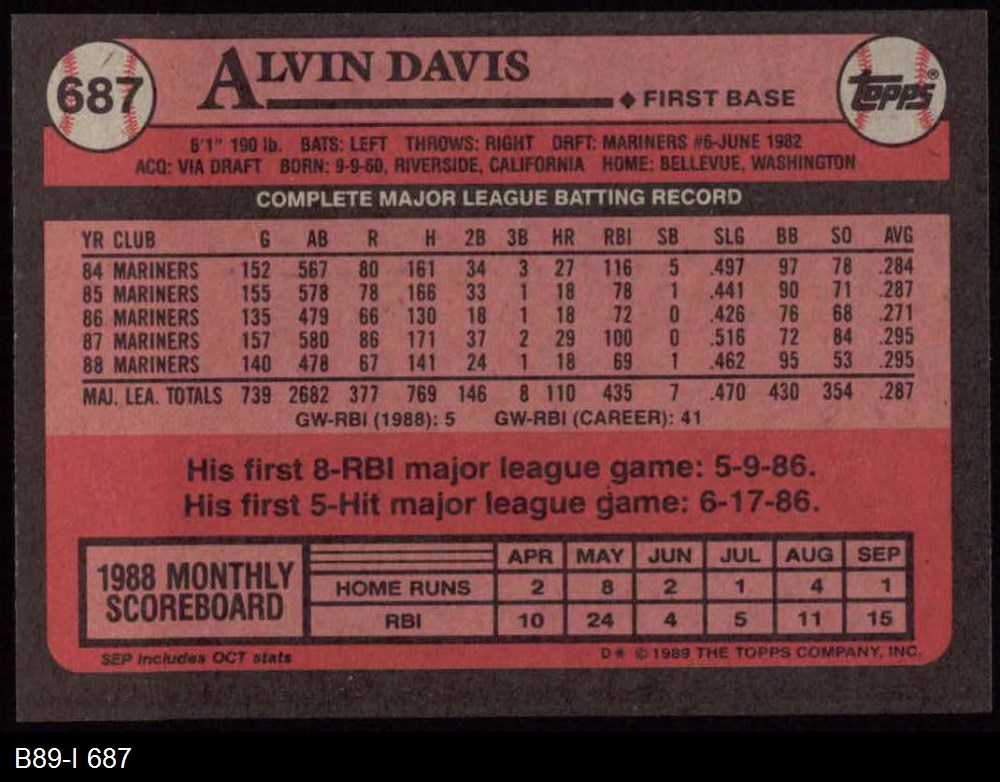 687
ALVIN DAVIS
FIRST BASE
TOPPS®
6'1" 190 lb. BATS: LEFT THROWS: RIGHT DRFT: MARINERS #6-JUNE 1982
ACQ: VIA DRAFT BORN: 9-9-60, RIVERSIDE, CALIFORNIA HOME: BELLEVUE, WASHINGTON
COMPLETE MAJOR LEAGUE BATTING RECORD
YR CLUB G AB R H 2B 3B HR RBI SB SLG BB SO AVG
84 MARINERS 152 567 80 161 34 3 27 116 5 .497 97 78 .284
85 MARINERS 155 578 78 166 33 1 18 78 1 .441 90 71 .287
86 MARINERS 135 479 66 130 18 1 18 72 0 .426 76 68 .271
87 MARINERS 157 580 86 171 37 2 29 100 0 .516 72 84 .295
88 MARINERS 140 478 67 141 24 1 18 69 1 .462 95 53 .295
MAJ. LEA. TOTALS 739 2682 377 769 146 8 110 435 7 .470 430 354 .287
GW-RBI (1988): 5 GW-RBI (CAREER): 41
His first 8-RBI major league game: 5-9-86.
His first 5-Hit major league game: 6-17-86.
1988 MONTHLY
SCOREBOARD
APR MAY JUN JUL AUG SEP
HOME RUNS 2 8 2 1 4 1
RBI 10 24 4 5 11 15
SEP includes OCT stats
D* © 1989 THE TOPPS COMPANY, INC.
B89-I 687